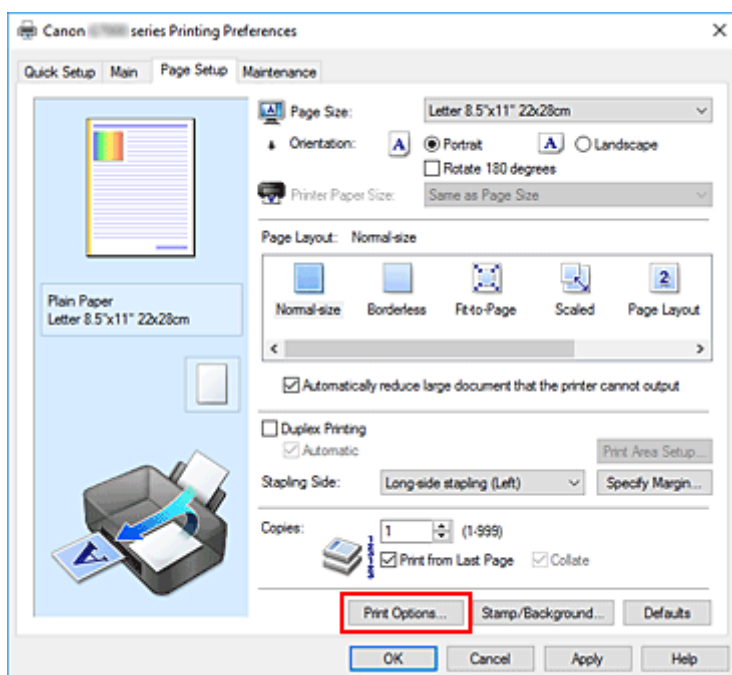 Canon series Printing Preferences
Quick Setup Main Page Setup Maintenance
Page Size: Letter 8.5"x11" 22x28cm
Orientation: A Portrait A Landscape
Rotate 180 degrees
Printer Paper Size: Same as Page Size
Page Layout: Normal-size
2
Normal-size Borderless Fit-to-Page Scaled Page Layout
Plain Paper
Letter 8.5"x11" 22x28cm
Automatically reduce large document that the printer cannot output
Duplex Printing
Automatic Print Area Setup...
Stapling Side: Long-side stapling (Left) Specify Margin...
Copies: 1 (1-999)
Print from Last Page Collate
A
Print Options... Stamp/Background... Defaults
OK Cancel Apply Help